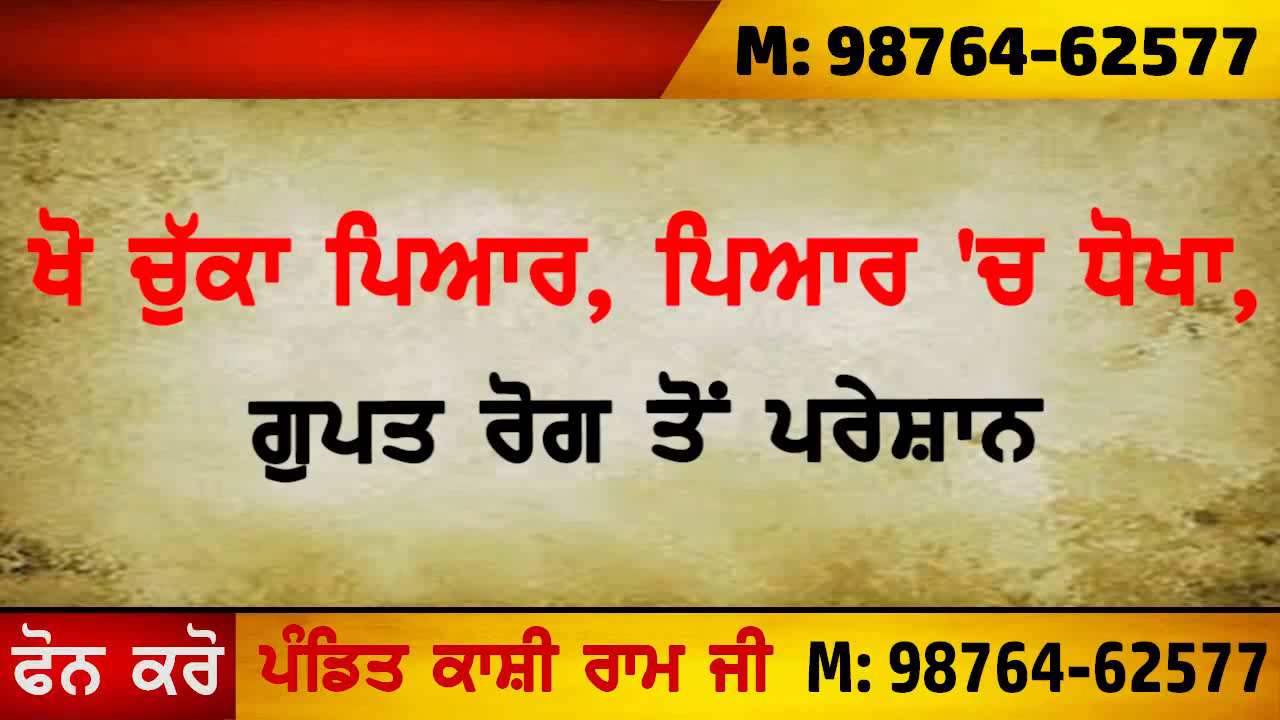 M: 98764-62577
ਖੋ ਚੁੱਕਾ ਪਿਆਰ, ਪਿਆਰ 'ਚ ਧੋਖਾ,
ਗੁਪਤ ਰੋਗ ਤੋਂ ਪਰੇਸ਼ਾਨ
ਫੋਨ ਕਰੋ ਪੰਡਿਤ ਕਾਸ਼ੀ ਰਾਮ ਜੀ M: 98764-62577